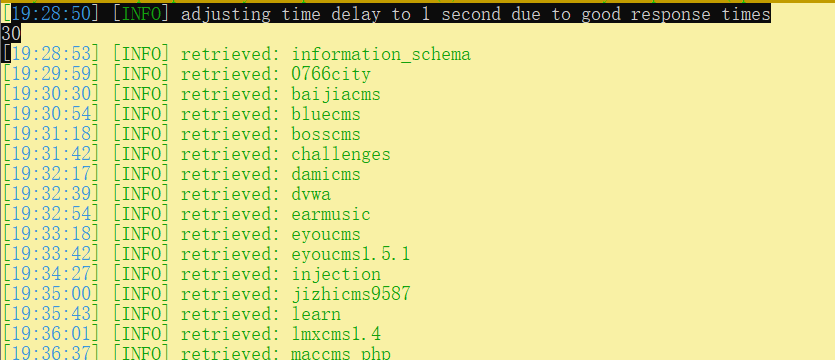 [19:28:50] [INFO] adjusting time delay to 1 second due to good response times
30
[19:28:53] [INFO] retrieved: information_schema
[19:29:59] [INFO] retrieved: 0766city
[19:30:30] [INFO] retrieved: baijiacms
[19:30:54] [INFO] retrieved: bluecms
[19:31:18] [INFO] retrieved: bosscms
[19:31:42] [INFO] retrieved: challenges
[19:32:17] [INFO] retrieved: damicms
[19:32:39] [INFO] retrieved: dvwa
[19:32:54] [INFO] retrieved: earmusic
[19:33:18] [INFO] retrieved: eyoucms
[19:33:42] [INFO] retrieved: eyoucms1.5.1
[19:34:27] [INFO] retrieved: injection
[19:35:00] [INFO] retrieved: jizhicms9587
[19:35:43] [INFO] retrieved: learn
[19:36:01] [INFO] retrieved: lmxcms1.4
[19:36:37] [INFO] retrieved: maccms_php